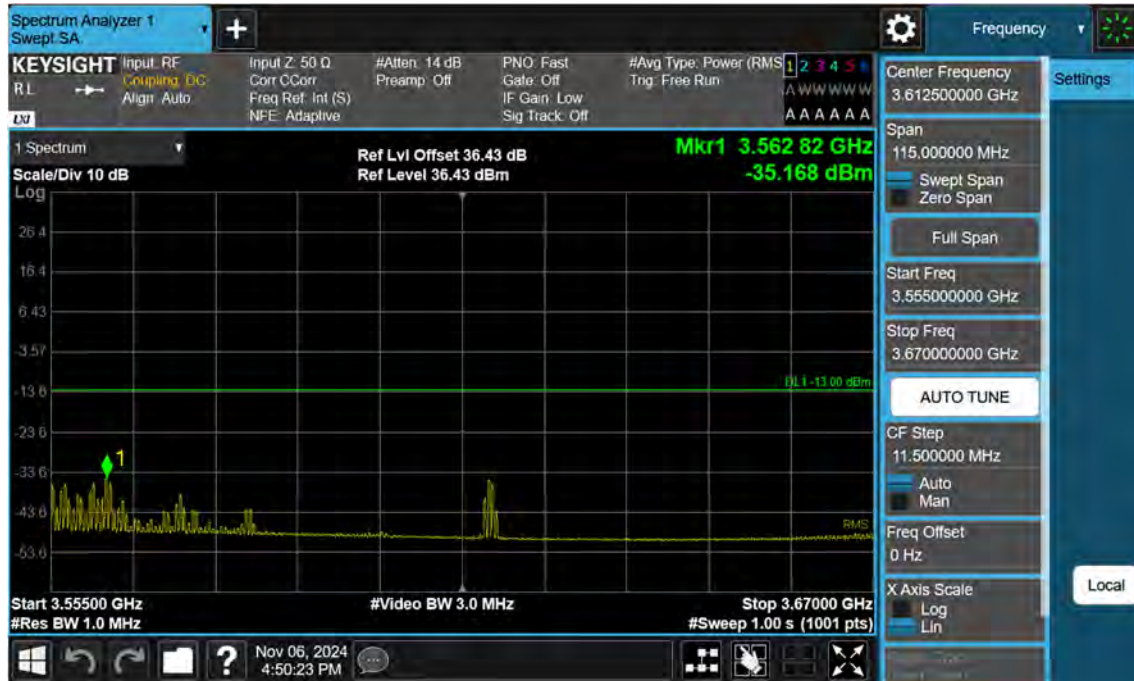 Spectrum Analyzer 1
Swept SA
+
Frequency
KEYSIGHT
RL
LXI
Input: RF
Coupling: DC
Align: Auto
Input Z: 50 Ω
Corr CCorr
Freq Ref: Int (S)
NFE: Adaptive
#Atten: 14 dB
Preamp: Off
PNO: Fast
Gate: Off
IF Gain: Low
Sig Track: Off
#Avg Type: Power (RMS
Trig: Free Run
1 2 3 4 5 6
A W W W W W
A A A A A A
Center Frequency
3.612500000 GHz
Settings
1 Spectrum
Scale/Div 10 dB
Ref Lvl Offset 36.43 dB
Ref Level 36.43 dBm
Mkr1 3.562 82 GHz
-35.168 dBm
Span
115.000000 MHz
Swept Span
Zero Span
Full Span
Start Freq
3.555000000 GHz
Stop Freq
3.670000000 GHz
AUTO TUNE
CF Step
11.500000 MHz
Auto
Man
Freq Offset
0 Hz
X Axis Scale
Log
Lin
Local
Log
26.4
16.4
6.43
-3.57
-13.6
-23.6
-33.6
-43.6
-53.6
DL1 -13.00 dBm
1
RMS
Start 3.55500 GHz
#Res BW 1.0 MHz
#Video BW 3.0 MHz
Stop 3.67000 GHz
#Sweep 1.00 s (1001 pts)
?
Nov 06, 2024
4:50:23 PM